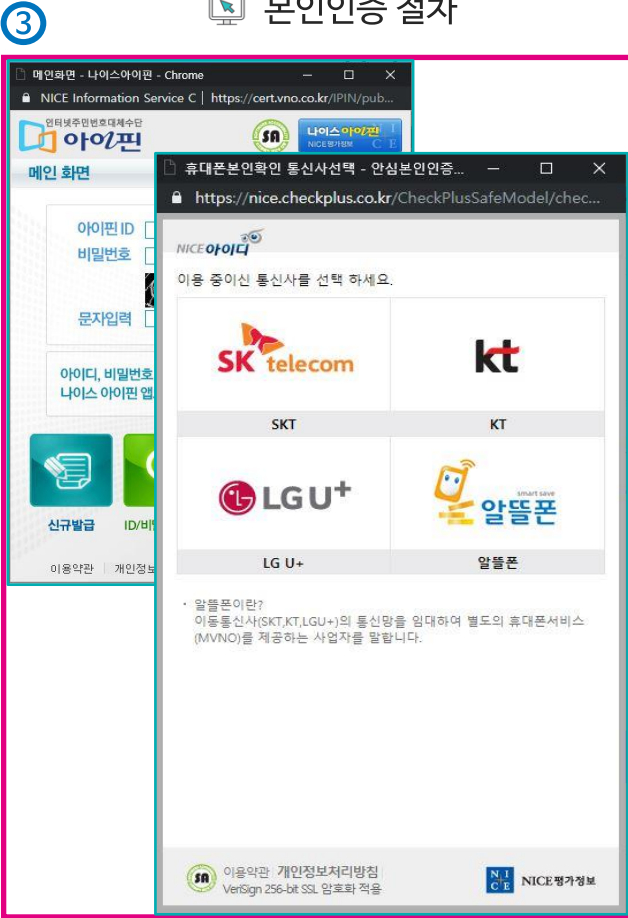 본인인증 절차
3
메인화면 - 나이스아이핀 - Chrome
NICE Information Service C | https://cert.vno.co.kr/IPIN/pub...
인터넷주민번호대체수단
아이핀
SA
나이스아이핀
NICE평가정보
메인 화면
아이핀 ID
비밀번호
문자입력
아이디, 비밀번호
나이스 아이핀 앱
신규발급
ID/비
이용약관
개인정보
휴대폰본인확인 통신사선택 - 안심본인인증...
https://nice.checkplus.co.kr/CheckPlusSafeModel/chec...
NICE아이디
이용 중이신 통신사를 선택 하세요.
SK telecom
kt
SKT
KT
LG U+
smart save
알뜰폰
LG U+
알뜰폰
· 알뜰폰이란?
이동통신사(SKT,KT,LGU+)의 통신망을 임대하여 별도의 휴대폰서비스
(MVNO)를 제공하는 사업자를 말합니다.
SA
이용약관 개인정보처리방침
VeriSign 256-bit SSL 암호화 적용
NICE NICE평가정보